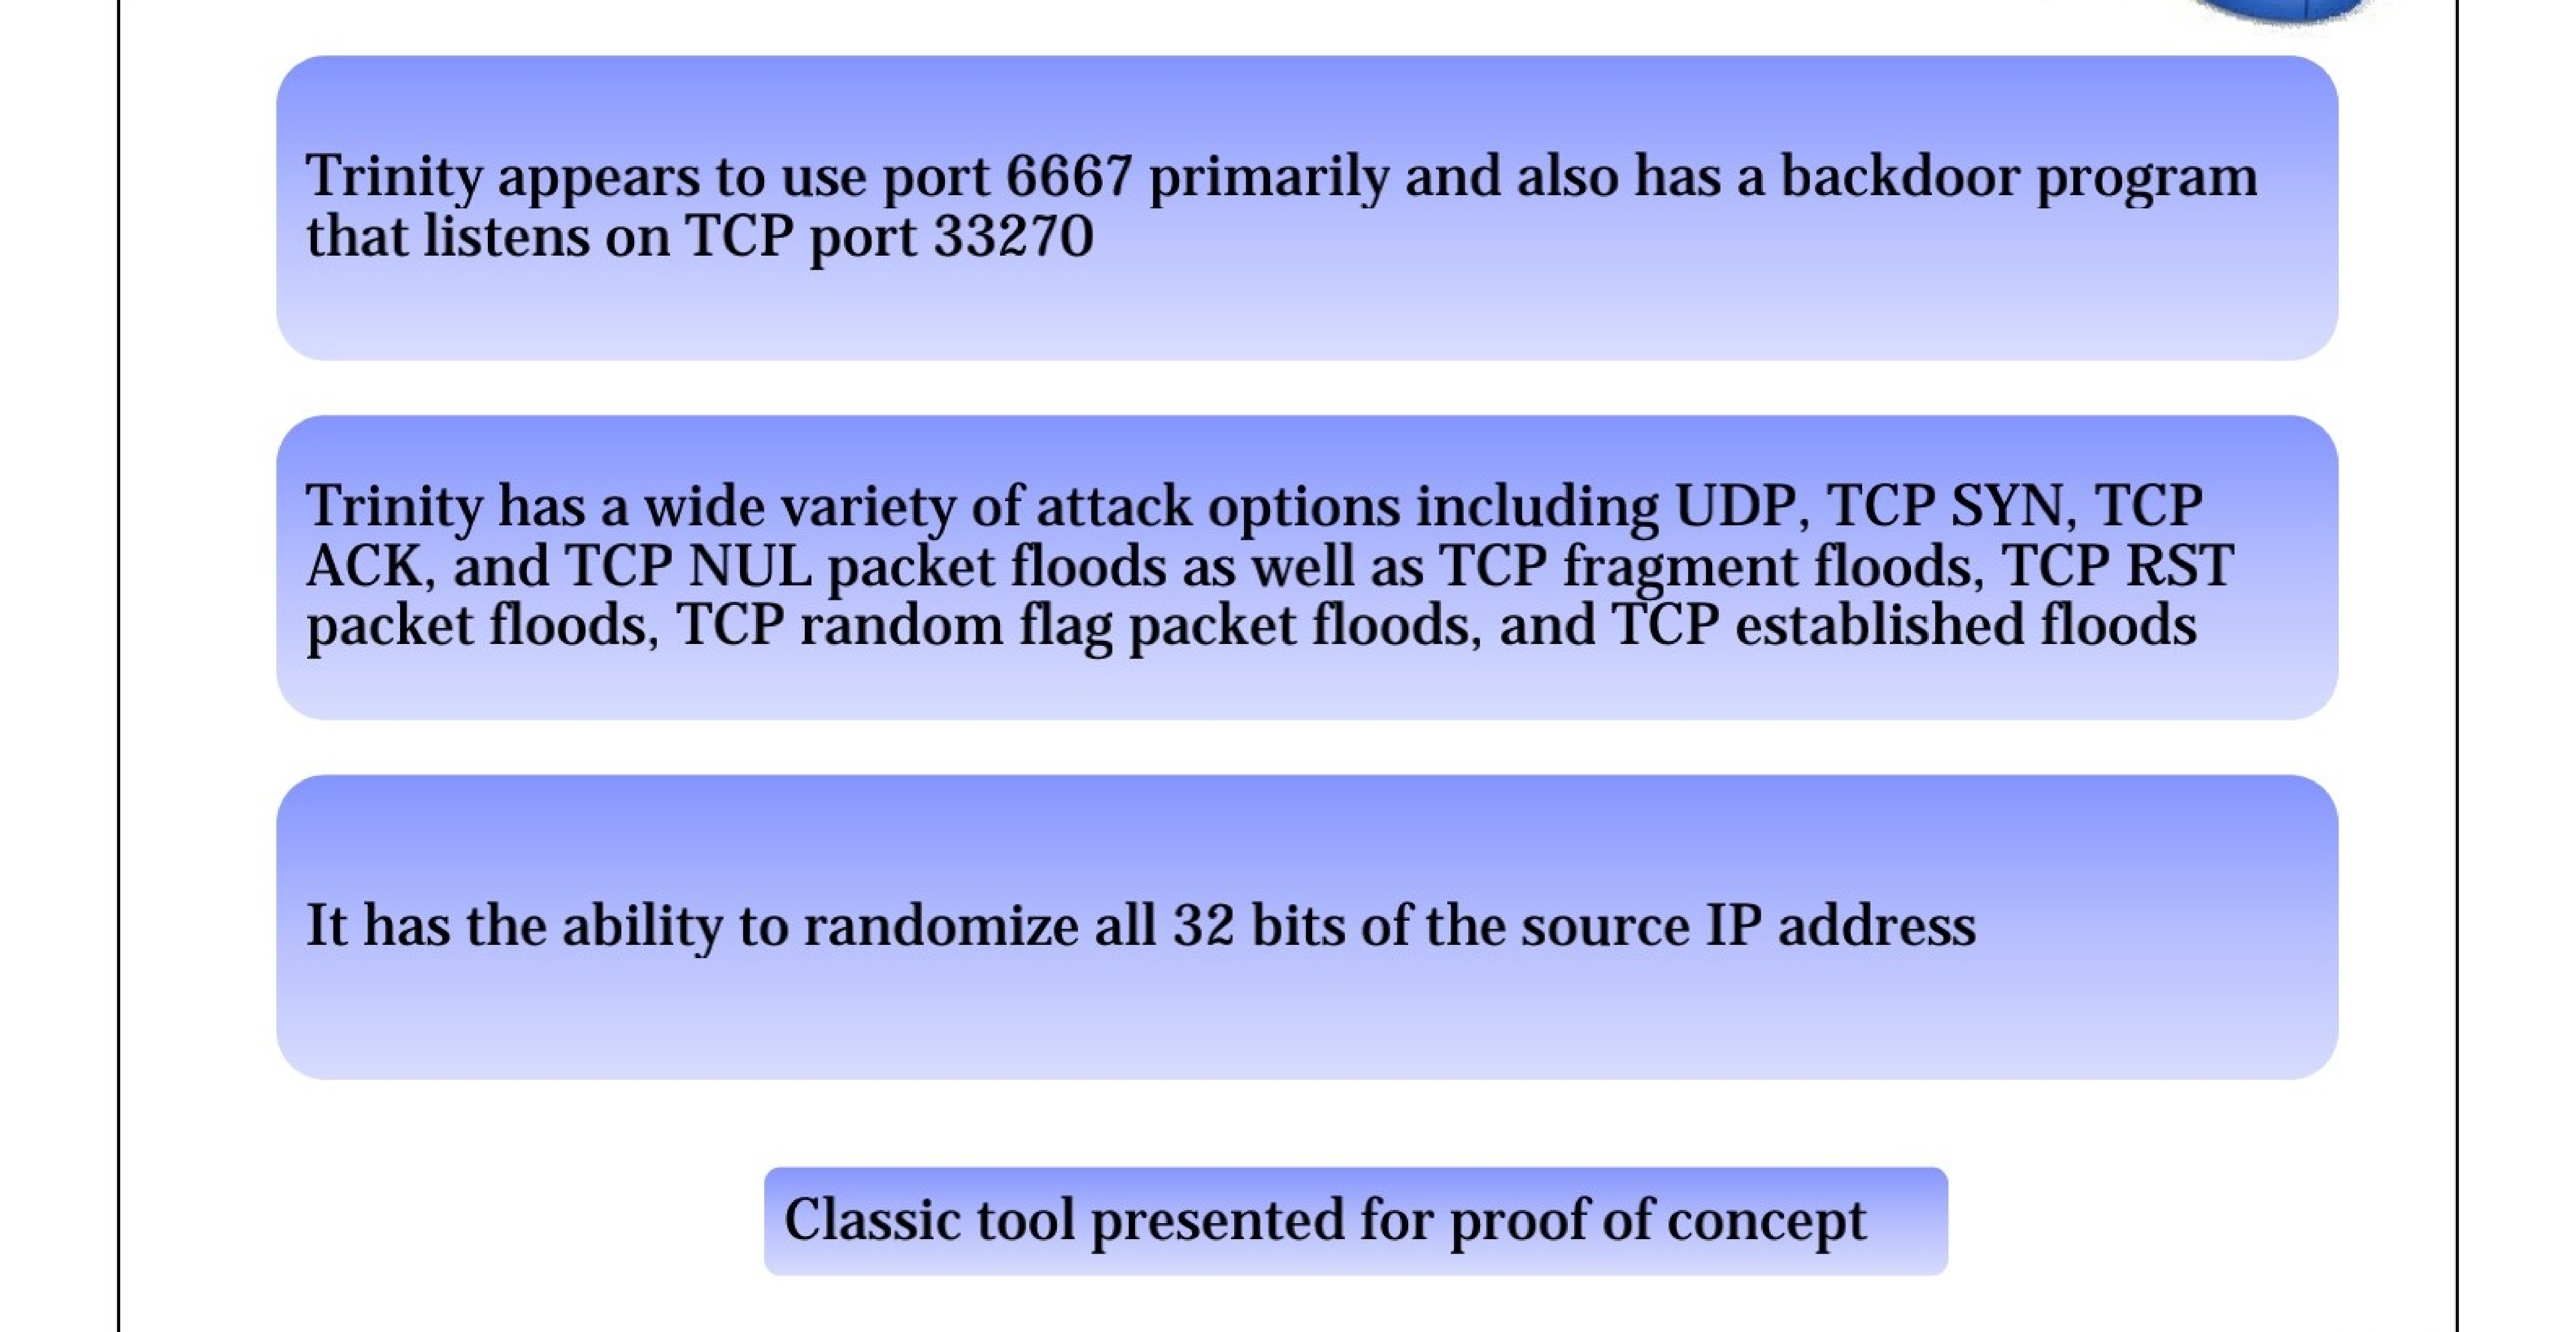 Trinity appears to use port 6667 primarily and also has a backdoor program
that listens on TCP port 33270
Trinity has a wide variety of attack options including UDP, TCP SYN, TCP
ACK, and TCP NUL packet floods as well as TCP fragment floods, TCP RST
packet floods, TCP random flag packet floods, and TCP established floods
It has the ability to randomize all 32 bits of the source IP address
Classic tool presented for proof of concept